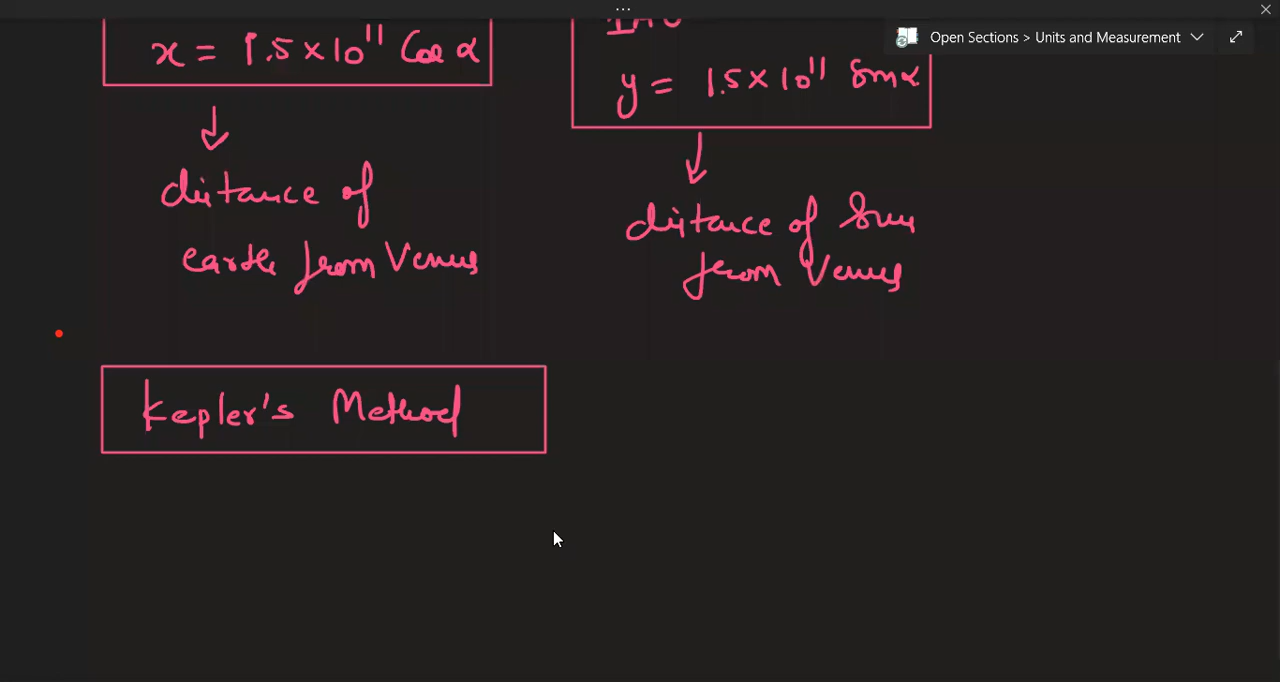 ...
Open Sections > Units and Measurement
x = 1.5 × 10¹¹ Cos α
y = 1.5 × 10¹¹ Sin α
distance of
earth from Venus
distance of Sun
from Venus
Kepler's Method